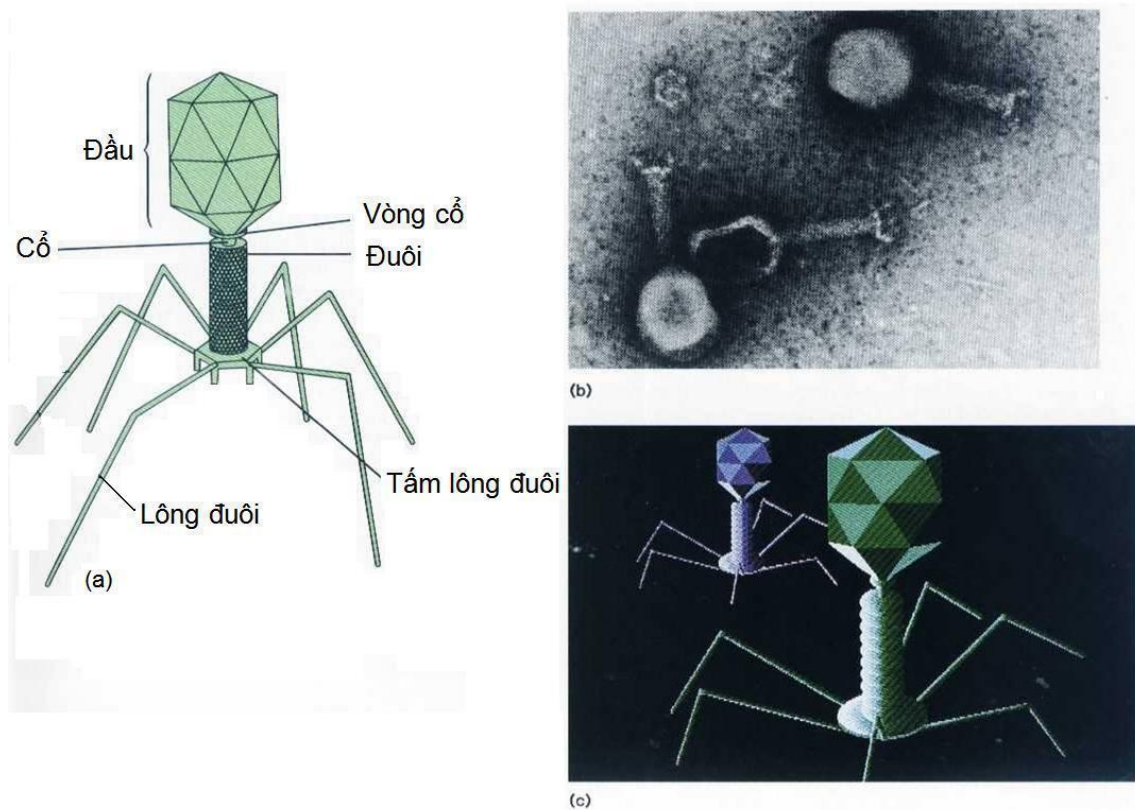 Đầu
Vòng cổ
Cổ
Đuôi
Tấm lông đuôi
Lông đuôi
(a)
(b)
(c)